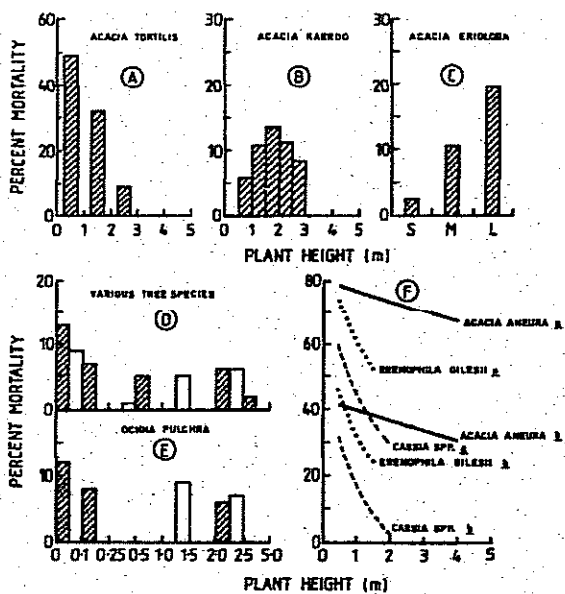 ACACIA TORTILIS
ACACIA KARROO
ACACIA ERIOLOBA
A
B
C
PERCENT MORTALITY
60
40
20
0
0 1 2 3 4 5
30
20
10
0
0 1 2 3 4 5
30
20
10
0
S M L
PLANT HEIGHT (m)
VARIOUS TREE SPECIES
D
20
10
0
OCHNA PULCHRA
E
10
0
PERCENT MORTALITY
0 0·1 0·25 0·5 1·0 1·5 2·0 2·5 5·0
F
80
60
40
20
0
0 1 2 3 4 5
ACACIA ANEURA a
EREMOPHILA GILESII a
ACACIA ANEURA b
CASSIA SPP. a
EREMOPHILA GILESII b
CASSIA SPP. b
PLANT HEIGHT (m)